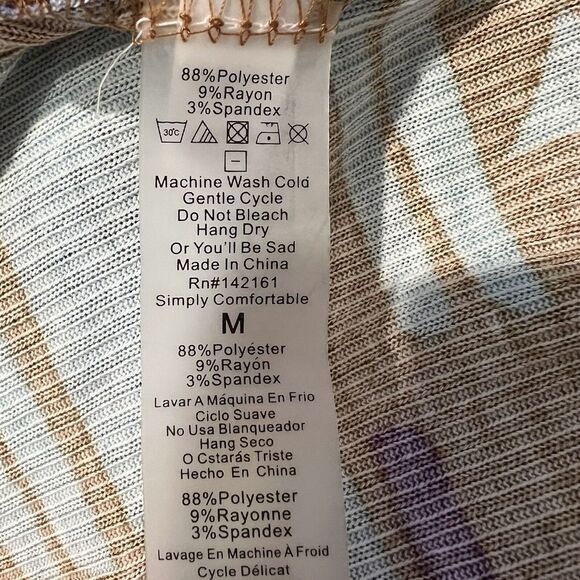 88%Polyester
9%Rayon
3%Spandex
30°C
Machine Wash Cold
Gentle Cycle
Do Not Bleach
Hang Dry
Or You'll Be Sad
Made In China
Rn#142161
Simply Comfortable
M
88%Polyéster
9%Rayón
3%Spandex
Lavar A Máquina En Frio
Ciclo Suave
No Usa Blanqueador
Hang Seco
O Cstarás Triste
Hecho En China
88%Polyester
9%Rayonne
3%Spandex
Lavage En Machine À Froid
Cycle Délicat